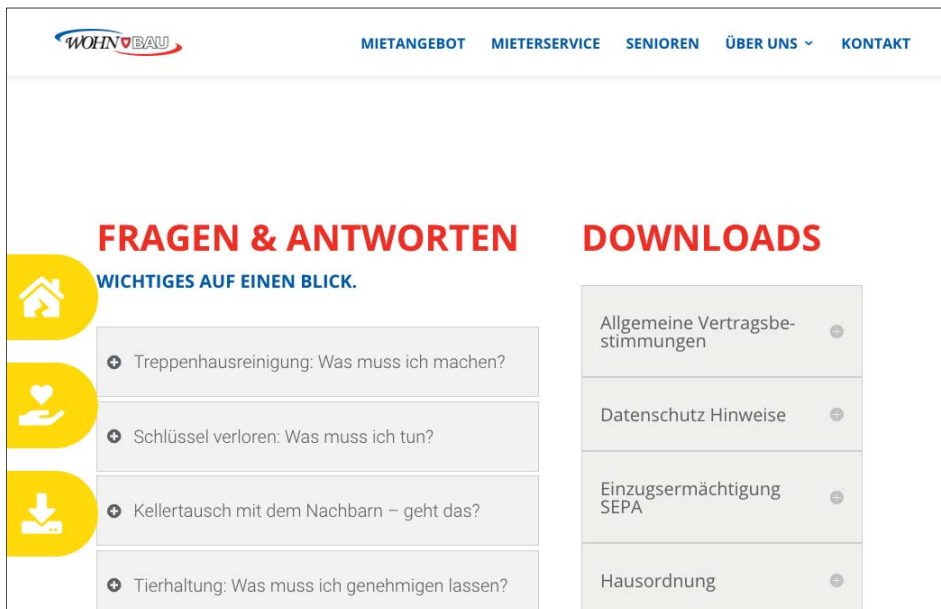 WOHNBAU
MIETANGEBOT MIETERSERVICE SENIOREN ÜBER UNS KONTAKT
FRAGEN & ANTWORTEN
WICHTIGES AUF EINEN BLICK.
Treppenhausreinigung: Was muss ich machen?
Schlüssel verloren: Was muss ich tun?
Kellertausch mit dem Nachbarn – geht das?
Tierhaltung: Was muss ich genehmigen lassen?
DOWNLOADS
Allgemeine Vertragsbe-
stimmungen
Datenschutz Hinweise
Einzugsermächtigung
SEPA
Hausordnung